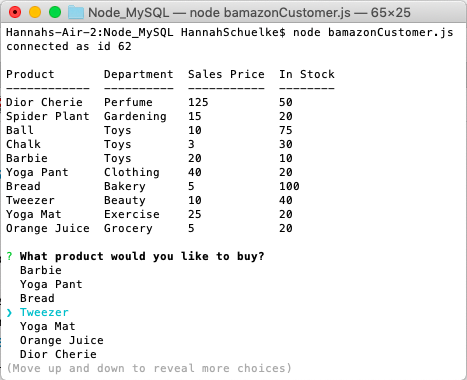 Node_MySQL — node bamazonCustomer.js — 65×25
Hannahs-Air-2:Node_MySQL HannahSchuelke$ node bamazonCustomer.js
connected as id 62
Product Department Sales Price In Stock
------------ ---------- ----------- --------
Dior Cherie Perfume 125 50
Spider Plant Gardening 15 20
Ball Toys 10 75
Chalk Toys 3 30
Barbie Toys 20 10
Yoga Pant Clothing 40 20
Bread Bakery 5 100
Tweezer Beauty 10 40
Yoga Mat Exercise 25 20
Orange Juice Grocery 5 20
? What product would you like to buy?
Barbie
Yoga Pant
Bread
❯ Tweezer
Yoga Mat
Orange Juice
Dior Cherie
(Move up and down to reveal more choices)